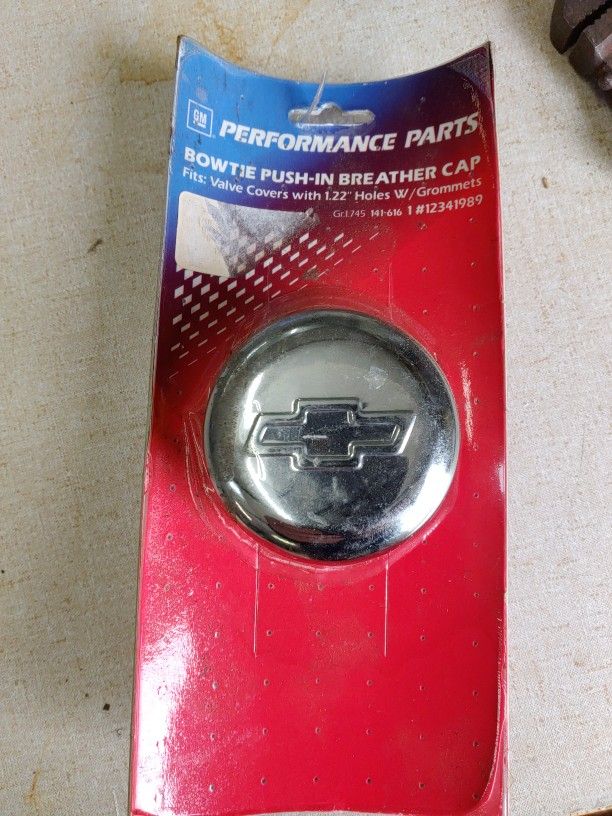 GM
PERFORMANCE PARTS
BOWTIE PUSH-IN BREATHER CAP
Fits: Valve Covers with 1.22" Holes W/Grommets
Gr.1.745 141-616 1 #12341989